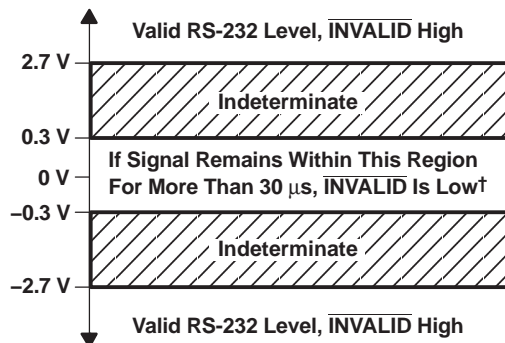 Valid RS-232 Level, INVALID High
2.7 V
Indeterminate
0.3 V
If Signal Remains Within This Region
0 V
For More Than 30 μs, INVALID Is Low†
–0.3 V
Indeterminate
–2.7 V
Valid RS-232 Level, INVALID High